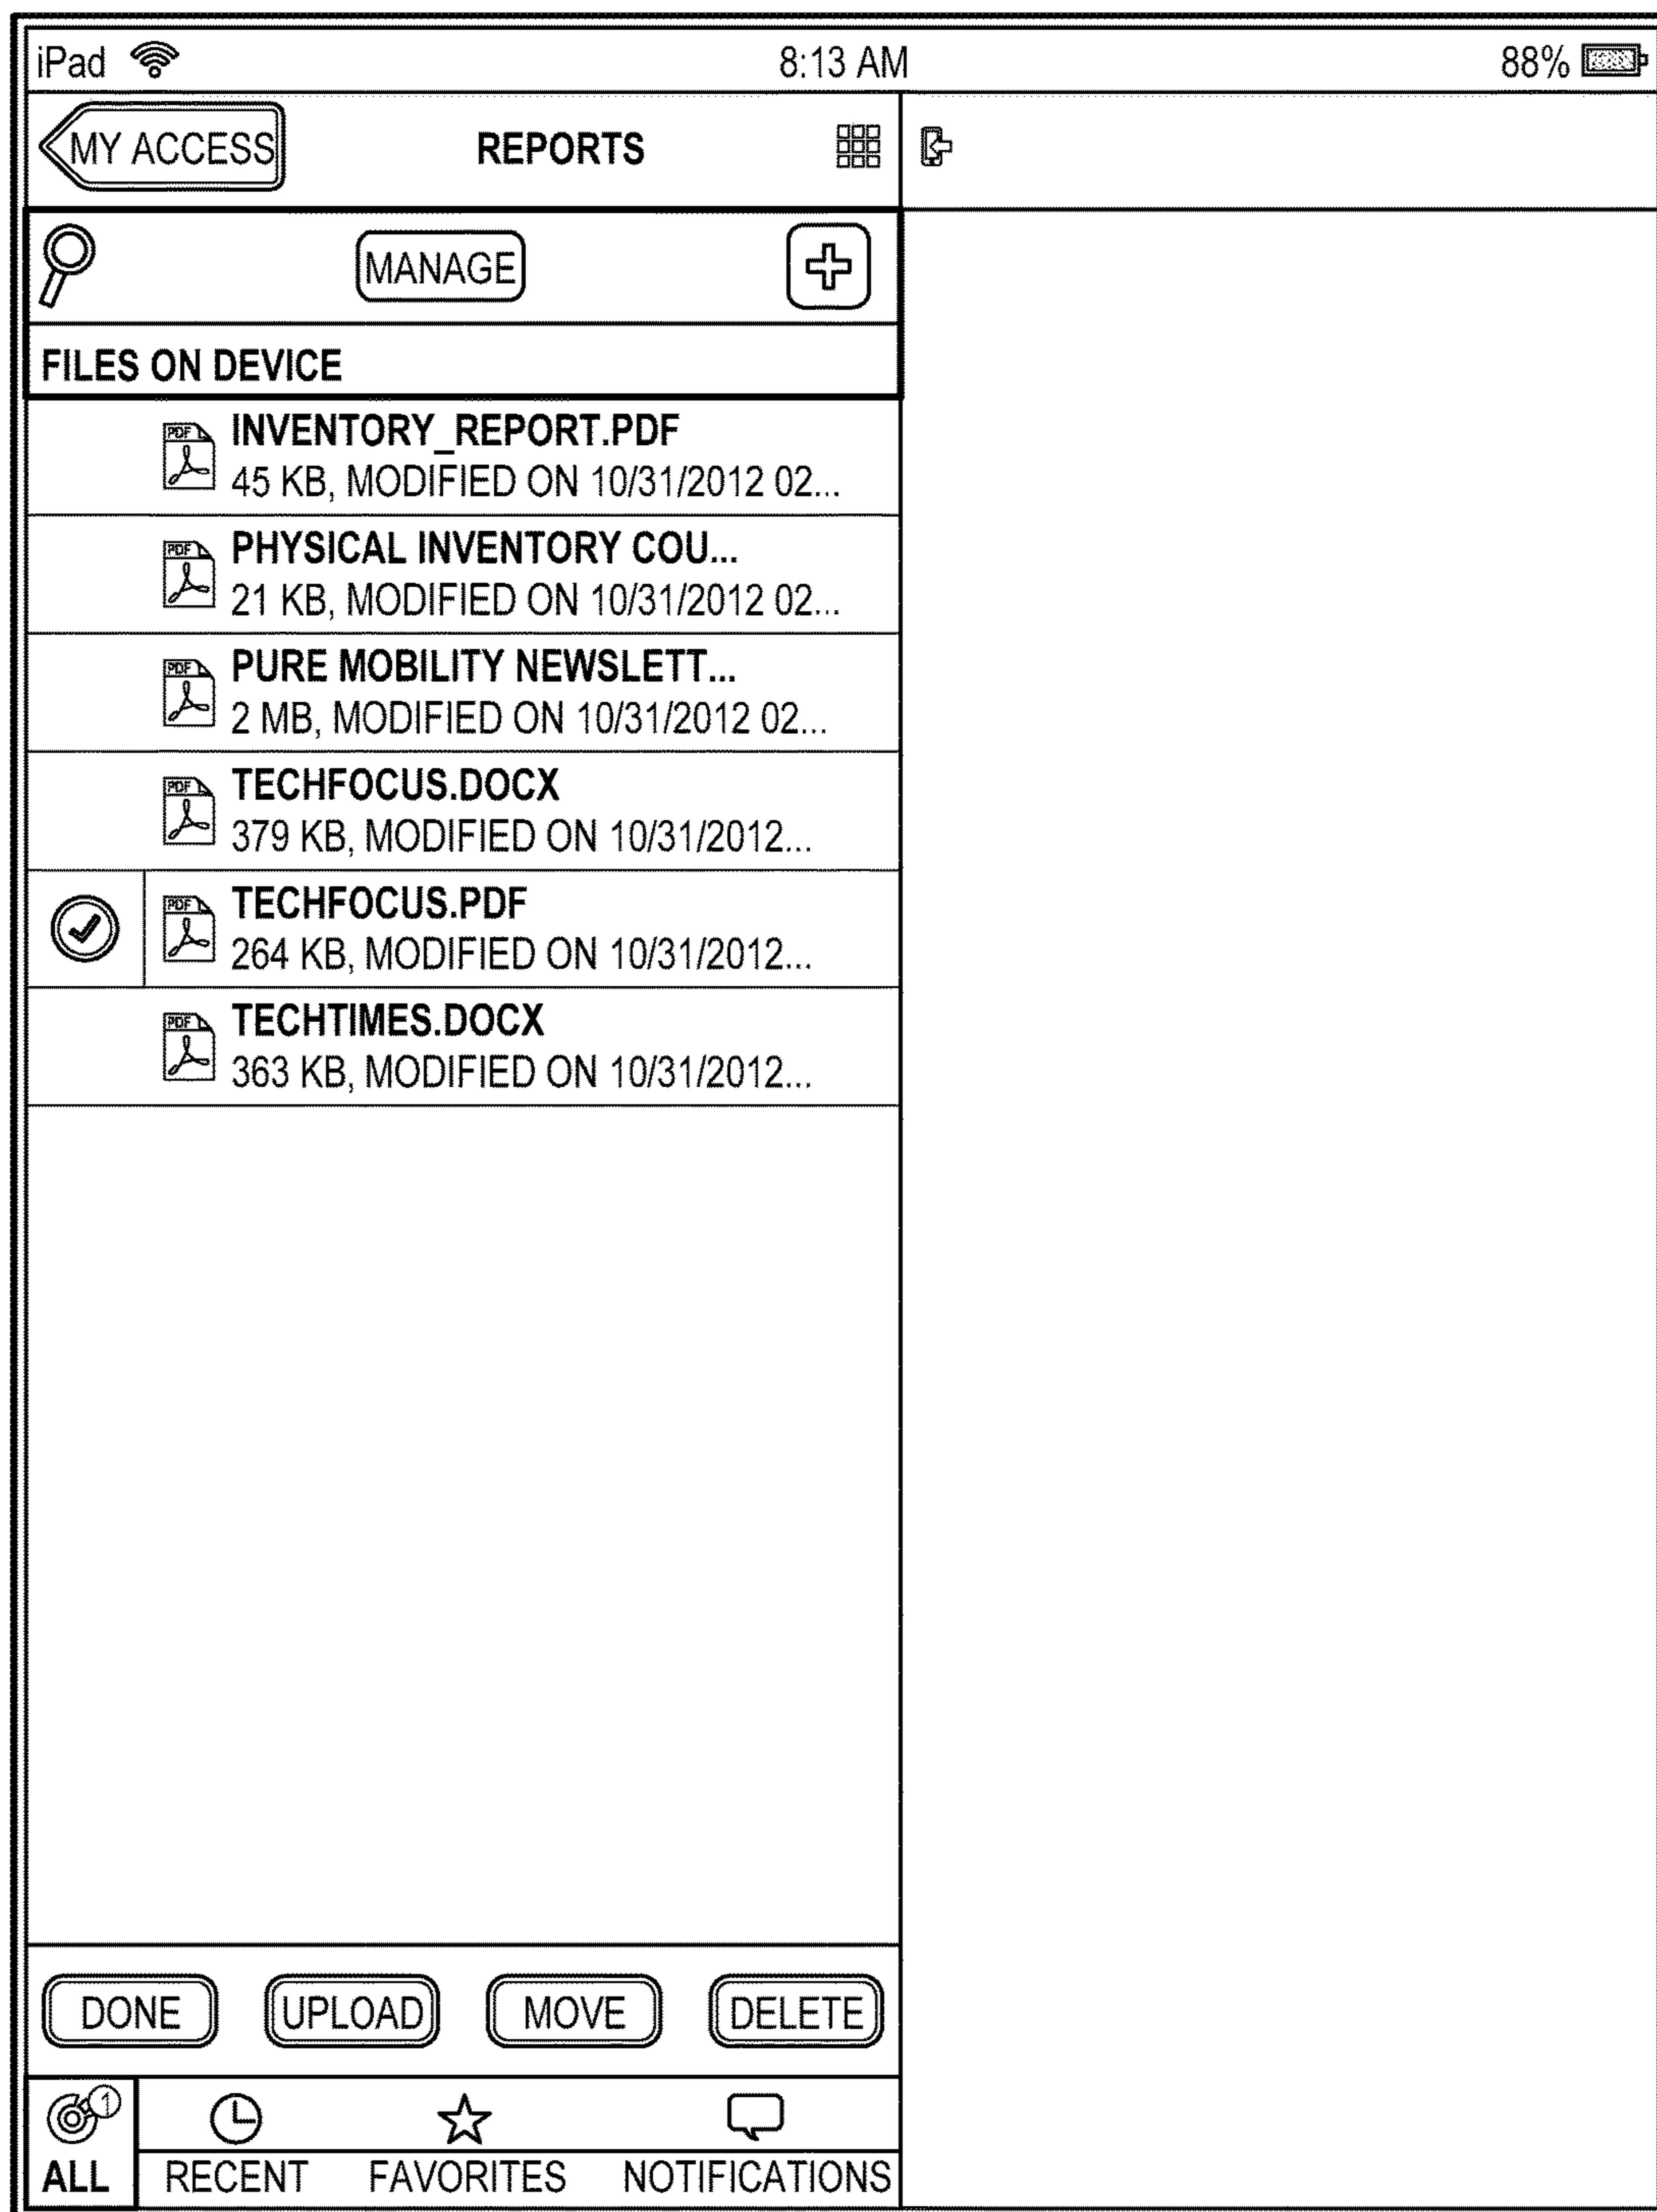 iPad 8:13 AM 88%
MY ACCESS REPORTS
MANAGE
FILES ON DEVICE
PDF INVENTORY_REPORT.PDF
45 KB, MODIFIED ON 10/31/2012 02...
PDF PHYSICAL INVENTORY COU...
21 KB, MODIFIED ON 10/31/2012 02...
PDF PURE MOBILITY NEWSLETT...
2 MB, MODIFIED ON 10/31/2012 02...
PDF TECHFOCUS.DOCX
379 KB, MODIFIED ON 10/31/2012...
PDF TECHFOCUS.PDF
264 KB, MODIFIED ON 10/31/2012...
PDF TECHTIMES.DOCX
363 KB, MODIFIED ON 10/31/2012...
DONE UPLOAD MOVE DELETE
1
ALL RECENT FAVORITES NOTIFICATIONS